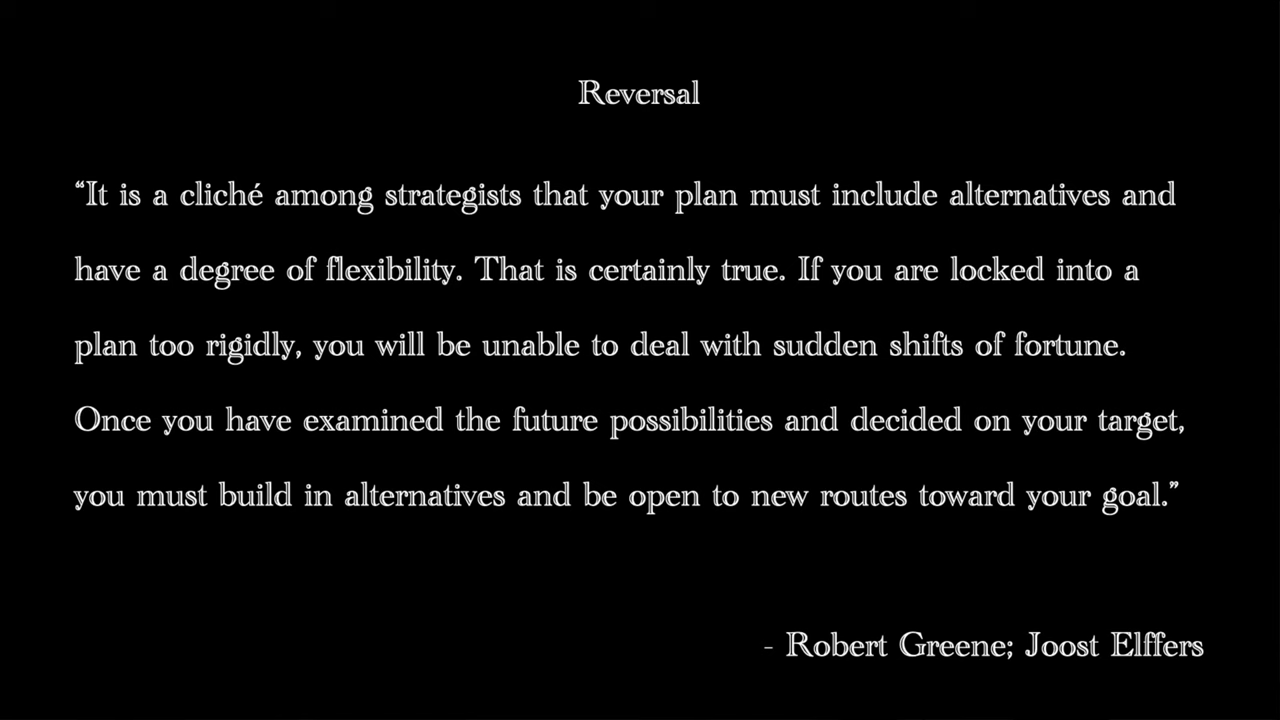 Reversal
“It is a cliché among strategists that your plan must include alternatives and
have a degree of flexibility. That is certainly true. If you are locked into a
plan too rigidly, you will be unable to deal with sudden shifts of fortune.
Once you have examined the future possibilities and decided on your target,
you must build in alternatives and be open to new routes toward your goal.”
- Robert Greene; Joost Elffers